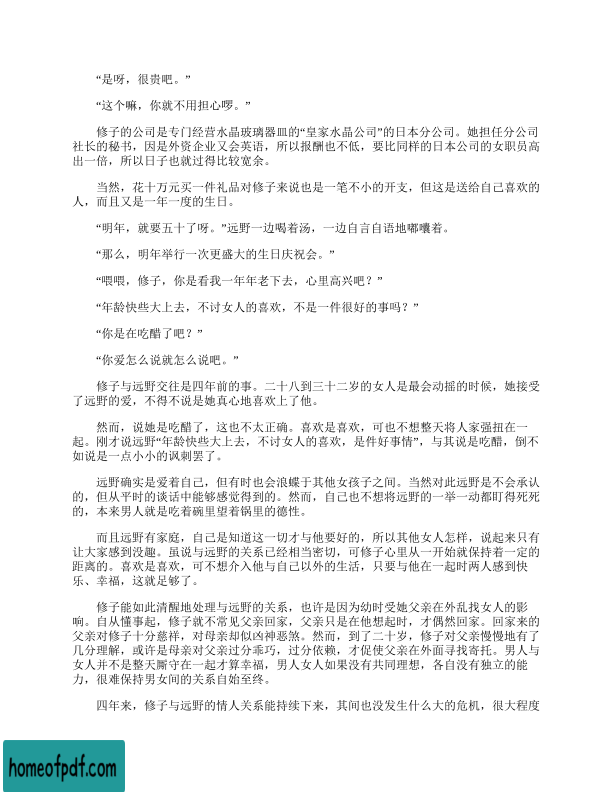 “是呀，很贵吧。”
“这个嘛，你就不用担心啰。”
修子的公司是专门经营水晶玻璃器皿的“皇家水晶公司”的日本分公司。她担任分公司
社长的秘书，因是外资企业又会英语，所以报酬也不低，要比同样的日本公司的女职员高
出一倍，所以日子也就过得比较宽余。
当然，花十万元买一件礼品对修子来说也是一笔不小的开支，但这是送给自己喜欢的
人，而且又是一年一度的生日。
“明年，就要五十了呀。”远野一边喝着汤，一边自言自语地嘟囔着。
“那么，明年举行一次更盛大的生日庆祝会。”
“喂喂，修子，你是看我一年年老下去，心里高兴吧？”
“年龄快些大上去，不讨女人的喜欢，不是一件很好的事吗？”
“你是在吃醋了吧？”
“你爱怎么说就怎么说吧。”
修子与远野交往是四年前的事。二十八到三十二岁的女人是最会动摇的时候，她接受
了远野的爱，不得不说是她真心地喜欢上了他。
然而，说她是吃醋了，这也不太正确。喜欢是喜欢，可也不想整天将人家强扭在一
起。刚才说远野“年龄快些大上去，不讨女人的喜欢，是件好事情”，与其说是吃醋，倒不
如说是一点小小的讽刺罢了。
远野确实是爱着自己，但有时也会浪蝶于其他女孩子之间。当然对此远野是不会承认
的，但从平时的谈话中能够感觉得到的。然而，自己也不想将远野的一举一动都盯得死死
的，本来男人就是吃着碗里望着锅里的德性。
而且远野有家庭，自己是知道这一切才与他要好的，所以其他女人怎样，说起来只有
让大家感到没趣。虽说与远野的关系已经相当密切，可修子心里从一开始就保持着一定的
距离的。喜欢是喜欢，可不想介入他与自己以外的生活，只要与他在一起时两人感到快
乐、幸福，这就足够了。
修子能如此清醒地处理与远野的关系，也许是因为幼时受她父亲在外乱找女人的影
响。自从懂事起，修子就不常见父亲回家，父亲只是在他想起时，才偶然回家。回家来的
父亲对修子十分慈祥，对母亲却似凶神恶煞。然而，到了二十岁，修子对父亲慢慢地有了
几分理解，或许是母亲对父亲过分乖巧，过分依赖，才促使父亲在外面寻找寄托。男人与
女人并不是整天厮守在一起才算幸福，男人女人如果没有共同理想，各自没有独立的能
力，很难保持男女间的关系自始至终。
四年来，修子与远野的情人关系能持续下来，其间也没发生什么大的危机，很大程度
homeofpdf.com